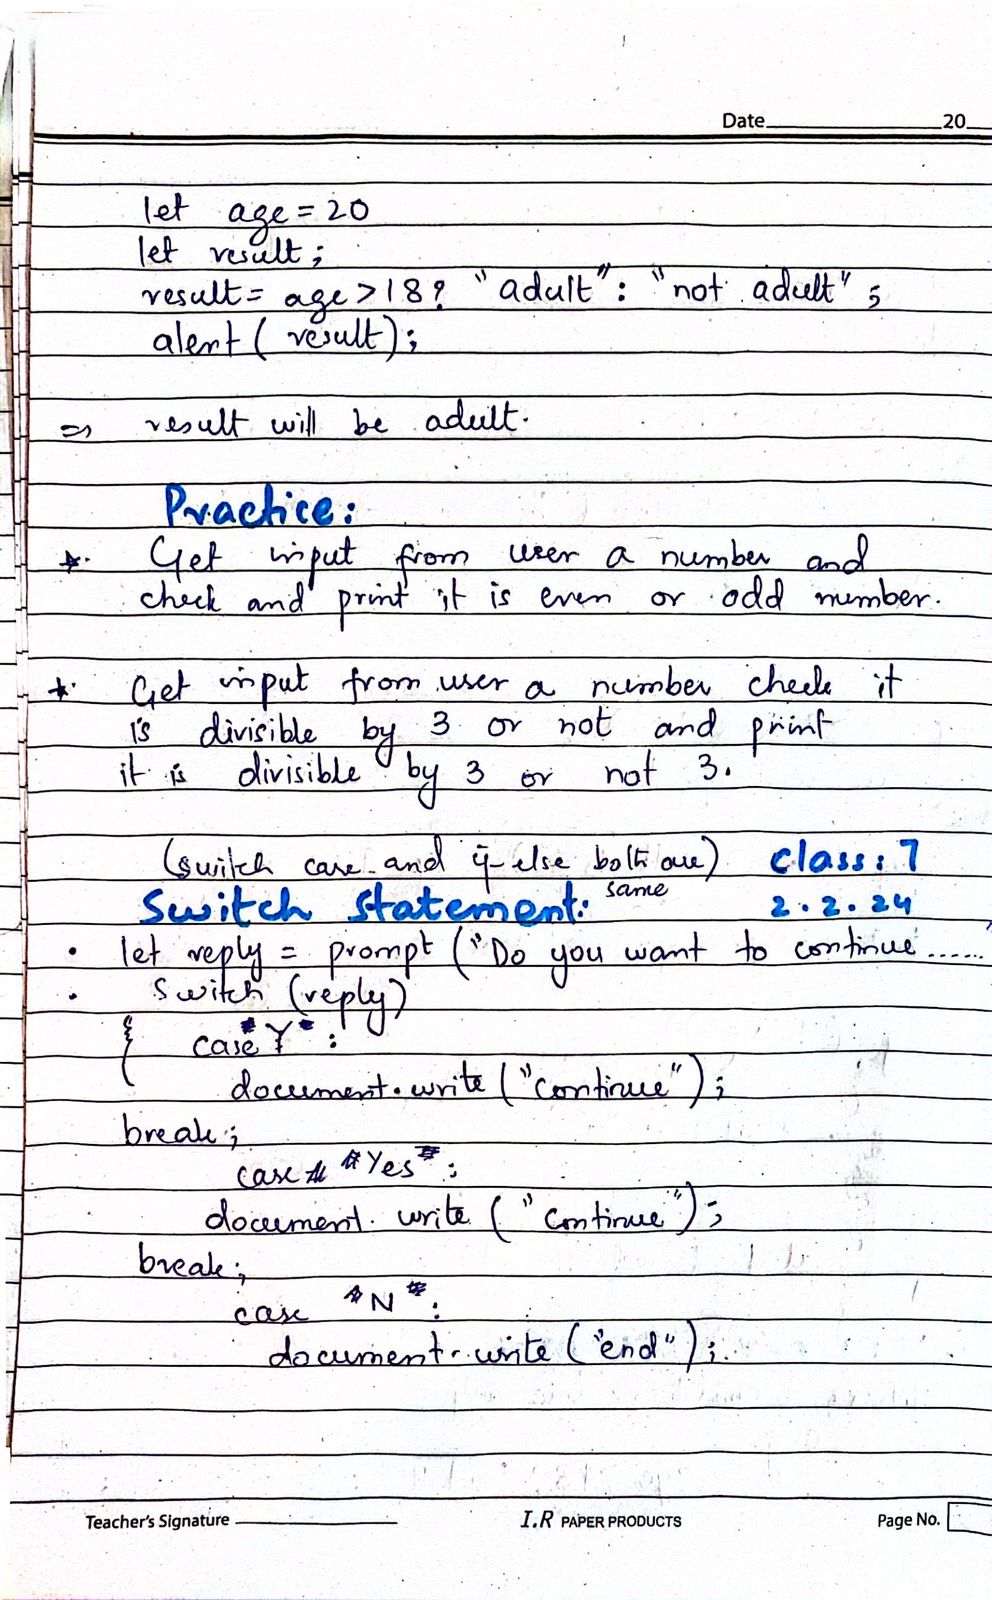 Date 20
let age = 20
let result;
result = age > 18 ? "adult" : "not adult" ;
alert ( result );
⇒ result will be adult.
Practice:
* Get input from user a number and
check and print it is even or odd number.
* Get input from user a number check it
is divisible by 3 or not and print
it is divisible by 3 or not 3.
(switch case and if-else both are) class: 7
same
Switch statement: 2.2.24
• let reply = prompt ("Do you want to continue ......
• Switch (reply)
{ case "Y" :
document.write ("continue");
break;
case "Yes" :
document.write ("continue");
break;
case "N" :
document.write ("end");
Teacher's Signature I.R PAPER PRODUCTS Page No.